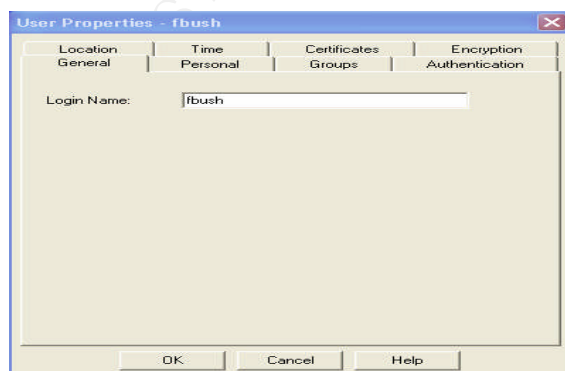 User Properties - fbush
Location Time Certificates Encryption
General Personal Groups Authentication
Login Name: fbush
OK Cancel Help